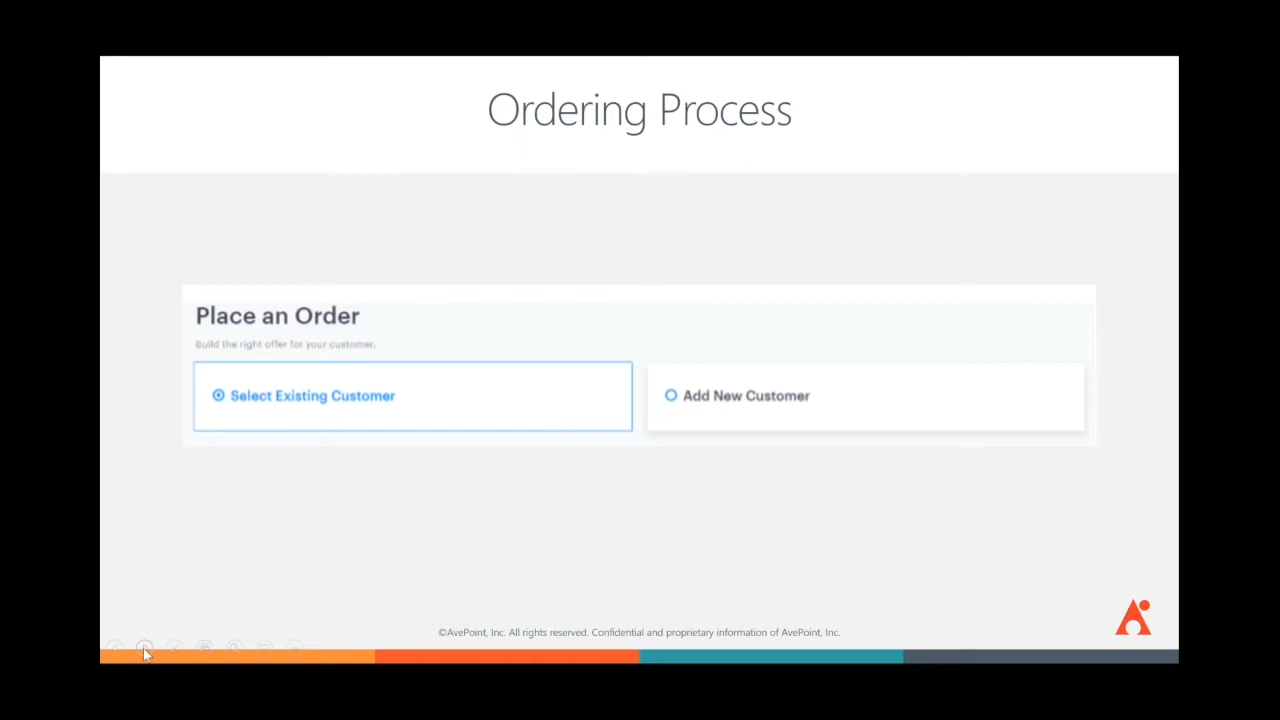 Ordering Process
Place an Order
Build the right offer for your customer.
Select Existing Customer
Add New Customer
©AvePoint, Inc. All rights reserved. Confidential and proprietary information of AvePoint, Inc.